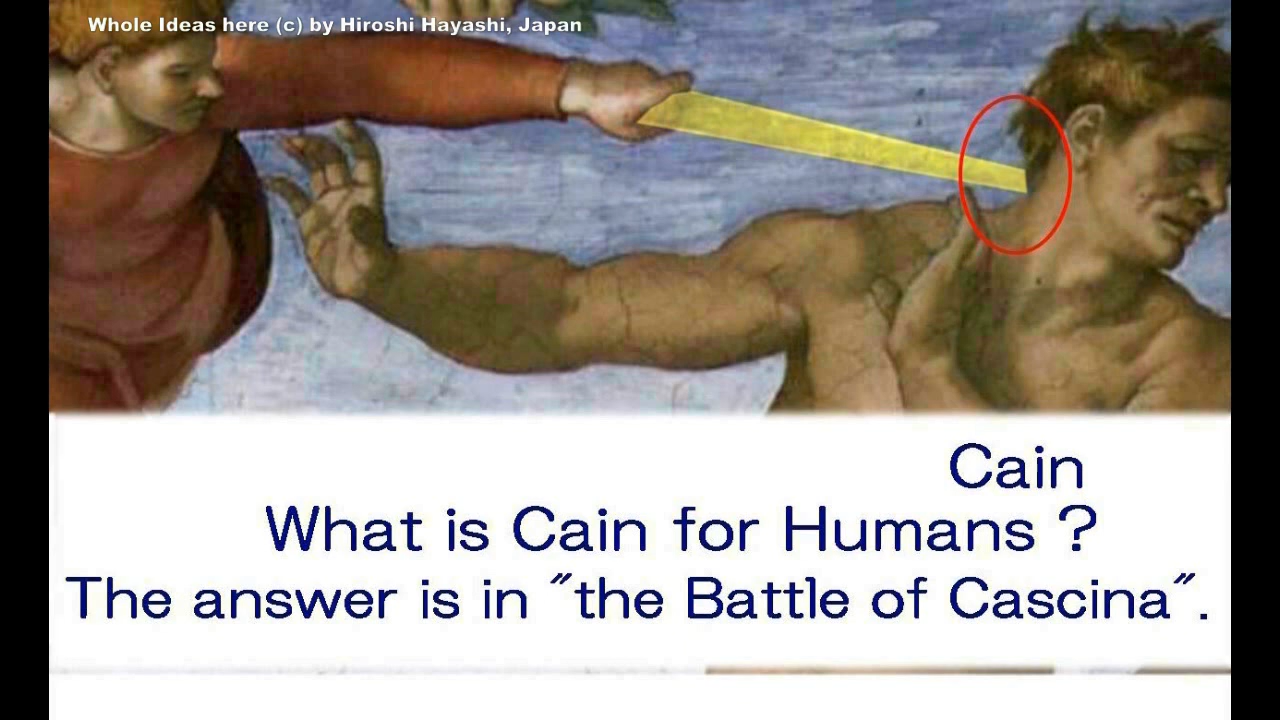 Whole Ideas here (c) by Hiroshi Hayashi, Japan
Cain
What is Cain for Humans ?
The answer is in "the Battle of Cascina".